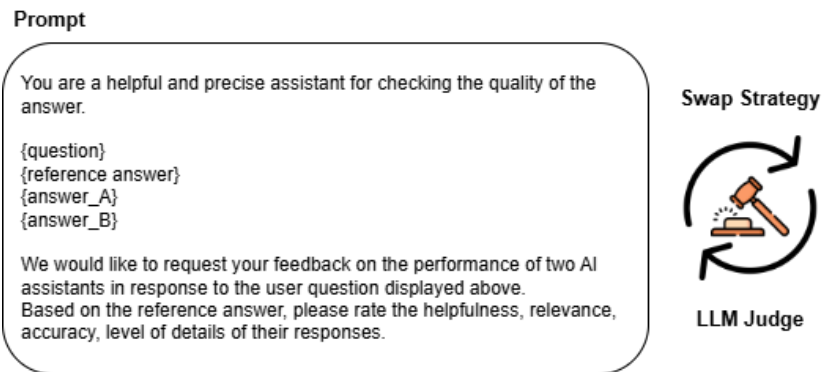 Prompt
You are a helpful and precise assistant for checking the quality of the
answer.
{question}
{reference answer}
{answer_A}
{answer_B}
We would like to request your feedback on the performance of two AI
assistants in response to the user question displayed above.
Based on the reference answer, please rate the helpfulness, relevance,
accuracy, level of details of their responses.
Swap Strategy
LLM Judge